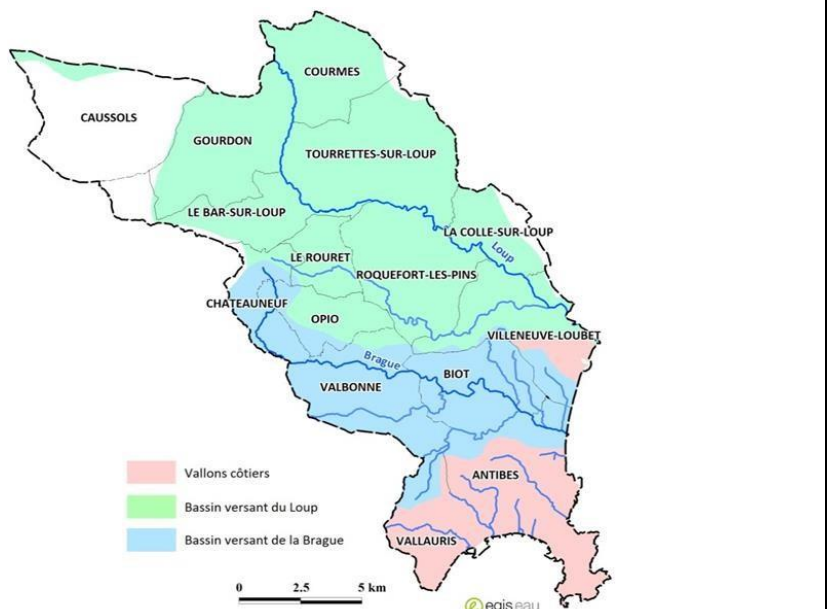 COURMES
CAUSSOLS
GOURDON
TOURRETTES-SUR-LOUP
LE BAR-SUR-LOUP
LA COLLE-SUR-LOUP
Loup
LE ROURET
ROQUEFORT-LES-PINS
CHATEAUNEUF
OPIO
VILLENEUVE-LOUBET
Brague
BIOT
VALBONNE
ANTIBES
VALLAURIS
Vallons côtiers
Bassin versant du Loup
Bassin versant de la Brague
0 2.5 5 km
egis eau